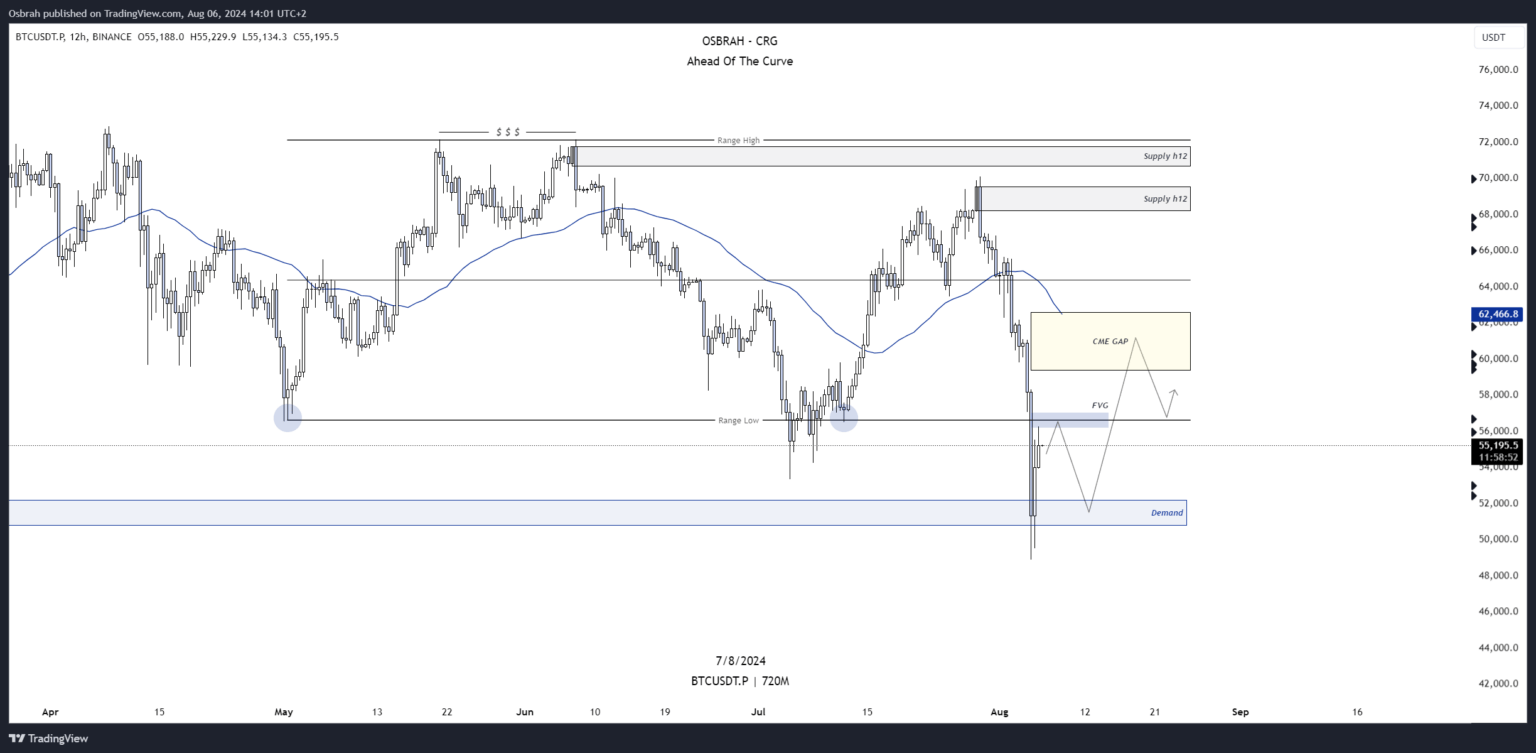 Osbrah published on TradingView.com, Aug 06, 2024 14:01 UTC+2
BTCUSDT.P, 12h, BINANCE O55,188.0 H55,229.9 L55,134.3 C55,195.5
OSBRAH - CRG
Ahead Of The Curve
USDT
76,000.0
74,000.0
$ $ $
72,000.0
Range High
Supply h12
70,000.0
Supply h12
68,000.0
66,000.0
64,000.0
62,466.8
62,000.0
CME GAP
60,000.0
58,000.0
FVG
Range Low
56,000.0
55,195.5
11:58:52
54,000.0
52,000.0
Demand
50,000.0
48,000.0
46,000.0
44,000.0
7/8/2024
BTCUSDT.P | 720M
42,000.0
Apr 15 May 13 22 Jun 10 19 Jul 15 Aug 12 21 Sep 16
TradingView